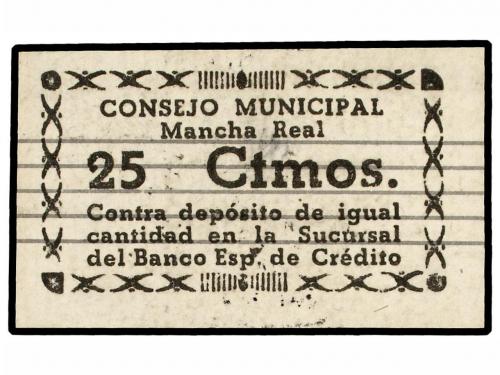 CONSEJO MUNICIPAL
Mancha Real
25 Ctmos.
Contra depósito de igual
cantidad en la Sucursal
del Banco Esp. de Crédito